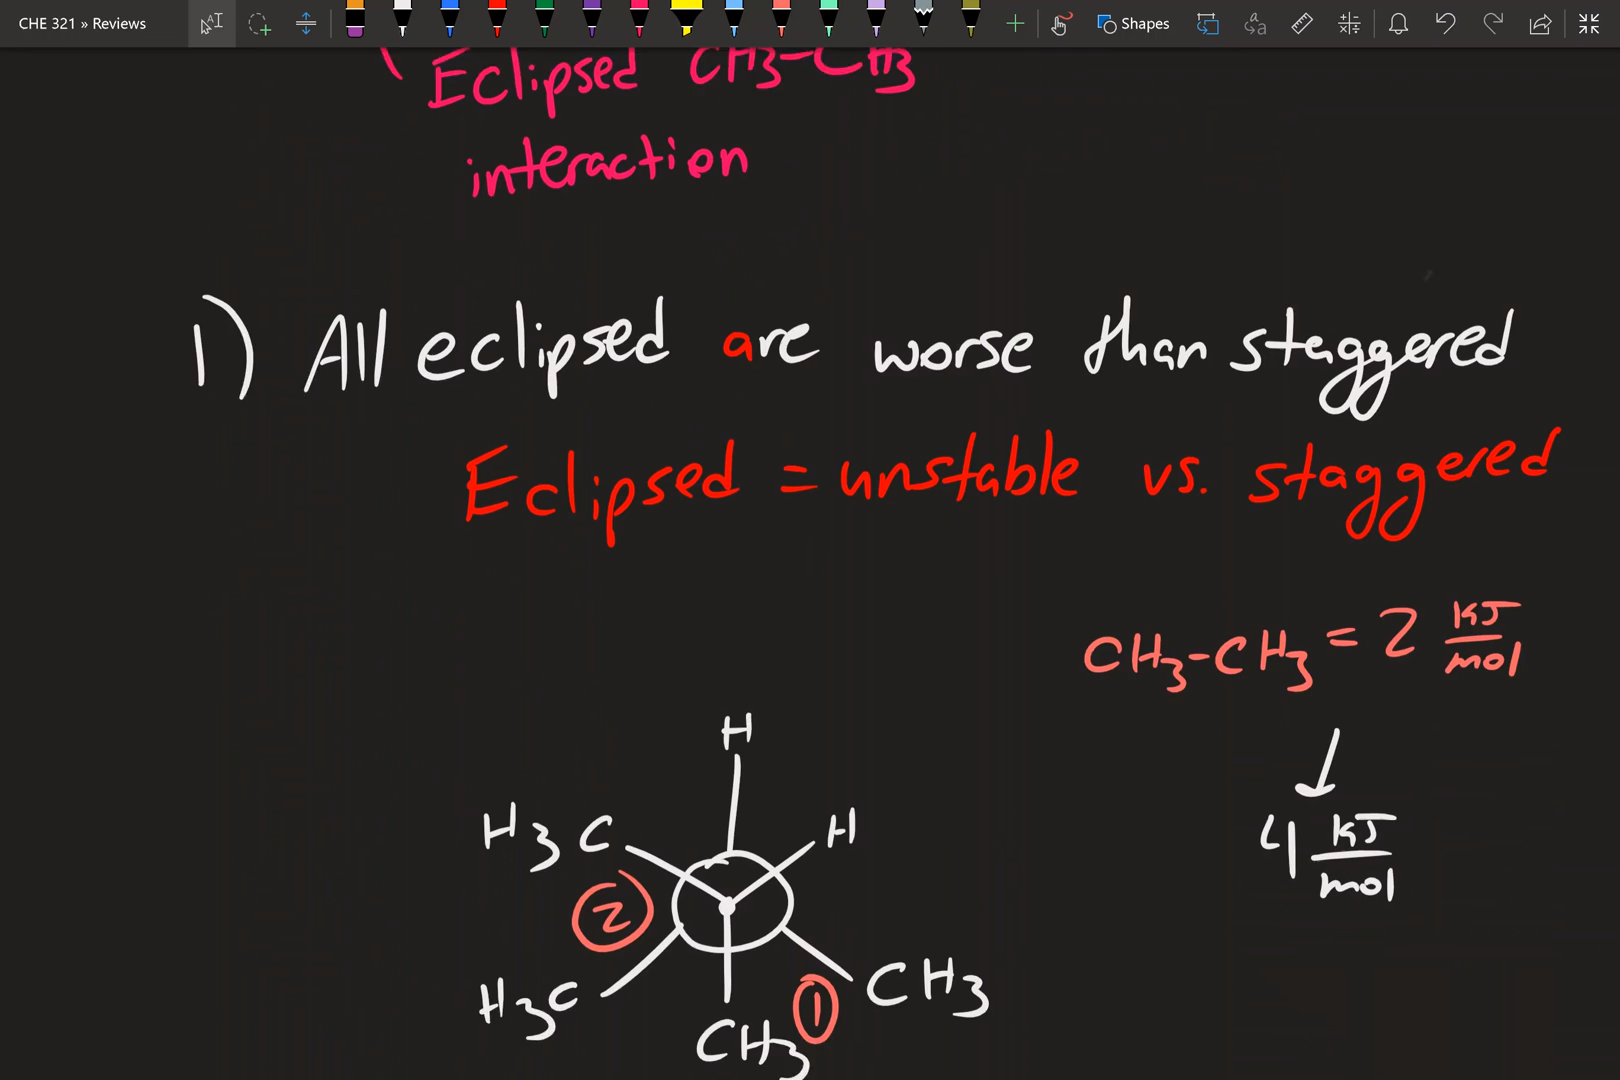 CHE 321 » Reviews
Shapes
Eclipsed CH3-CH3
interaction
1) All eclipsed are worse than staggered
Eclipsed = unstable vs. staggered
CH3-CH3 = 2 kJ/mol
4 kJ/mol
H
H3C
H
2
H3C
CH3
1
CH3